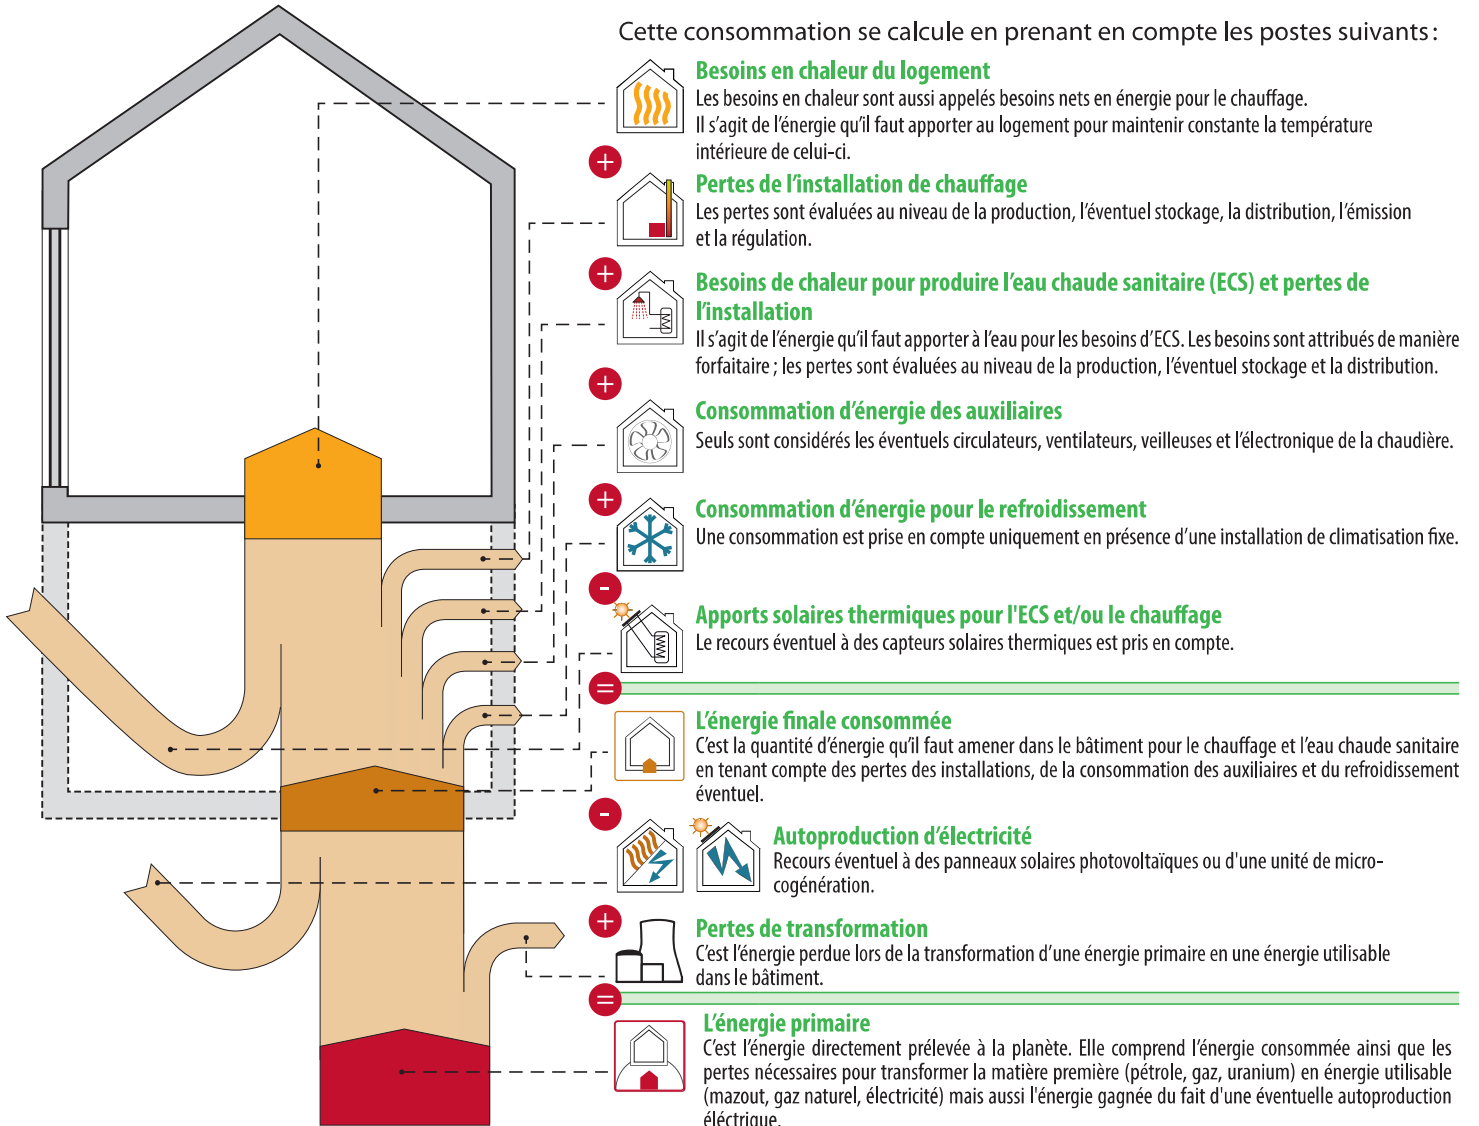 Cette consommation se calcule en prenant en compte les postes suivants :
Besoins en chaleur du logement
Les besoins en chaleur sont aussi appelés besoins nets en énergie pour le chauffage.
Il s'agit de l'énergie qu'il faut apporter au logement pour maintenir constante la température
intérieure de celui-ci.
+
Pertes de l'installation de chauffage
Les pertes sont évaluées au niveau de la production, l'éventuel stockage, la distribution, l'émission
et la régulation.
+
Besoins de chaleur pour produire l'eau chaude sanitaire (ECS) et pertes de
l'installation
Il s'agit de l'énergie qu'il faut apporter à l'eau pour les besoins d'ECS. Les besoins sont attribués de manière
forfaitaire ; les pertes sont évaluées au niveau de la production, l'éventuel stockage et la distribution.
+
Consommation d'énergie des auxiliaires
Seuls sont considérés les éventuels circulateurs, ventilateurs, veilleuses et l'électronique de la chaudière.
+
Consommation d'énergie pour le refroidissement
Une consommation est prise en compte uniquement en présence d'une installation de climatisation fixe.
-
Apports solaires thermiques pour l'ECS et/ou le chauffage
Le recours éventuel à des capteurs solaires thermiques est pris en compte.
=
L'énergie finale consommée
C'est la quantité d'énergie qu'il faut amener dans le bâtiment pour le chauffage et l'eau chaude sanitaire
en tenant compte des pertes des installations, de la consommation des auxiliaires et du refroidissement
éventuel.
-
Autoproduction d'électricité
Recours éventuel à des panneaux solaires photovoltaïques ou d'une unité de micro-
cogénération.
+
Pertes de transformation
C'est l'énergie perdue lors de la transformation d'une énergie primaire en une énergie utilisable
dans le bâtiment.
=
L'énergie primaire
C'est l'énergie directement prélevée à la planète. Elle comprend l'énergie consommée ainsi que les
pertes nécessaires pour transformer la matière première (pétrole, gaz, uranium) en énergie utilisable
(mazout, gaz naturel, électricité) mais aussi l'énergie gagnée du fait d'une éventuelle autoproduction
éléctrique.